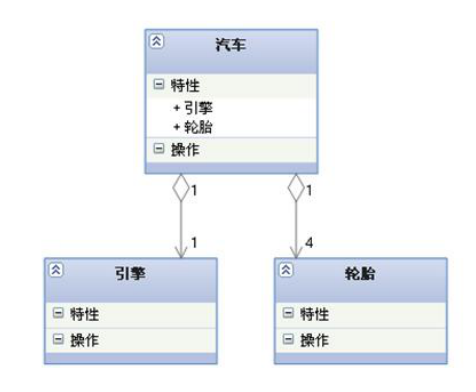 汽车
特性
+ 引擎
+ 轮胎
操作
1 1
1 4
引擎 轮胎
特性 特性
操作 操作